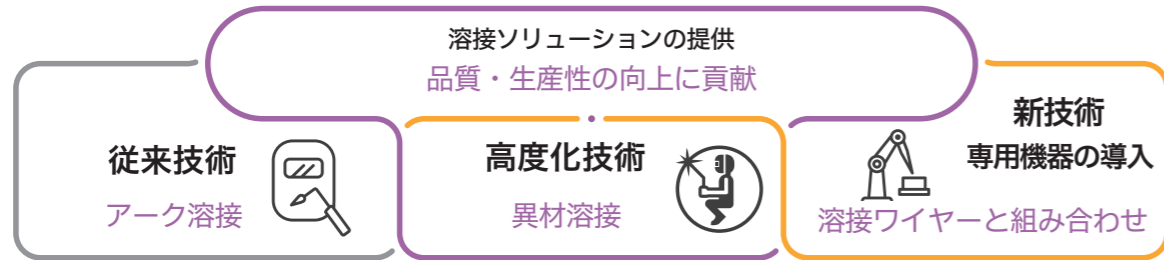 溶接ソリューションの提供
品質・生産性の向上に貢献
従来技術
アーク溶接
高度化技術
異材溶接
新技術
専用機器の導入
溶接ワイヤーと組み合わせ